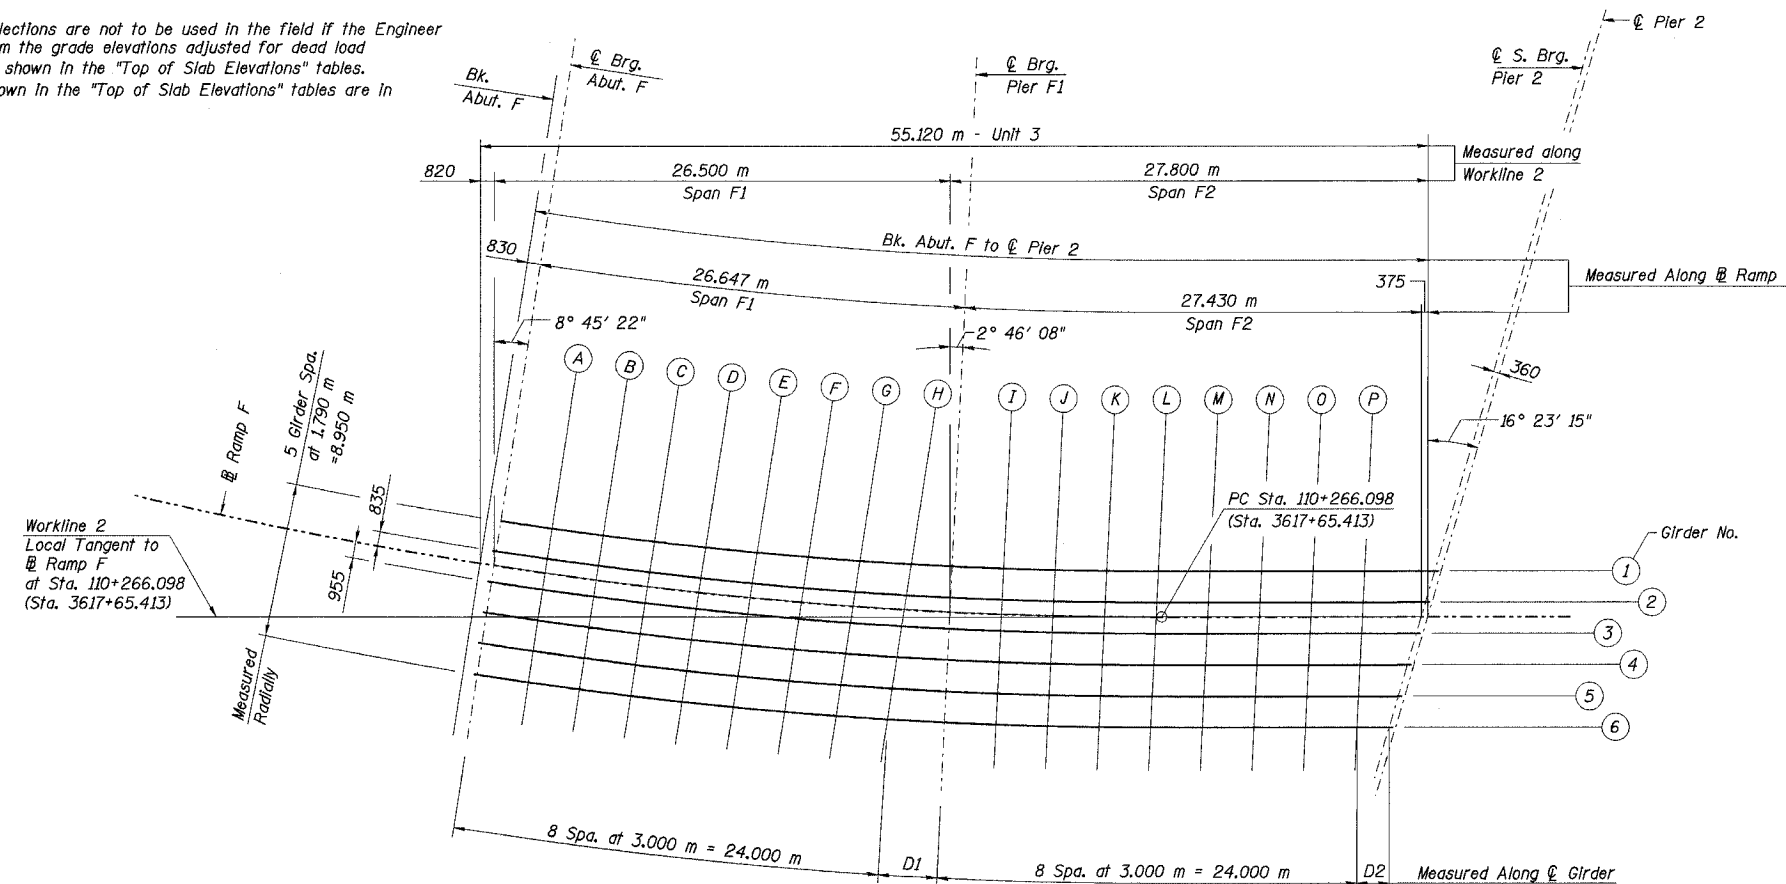 lections are not to be used in the field if the Engineer
m the grade elevations adjusted for dead load
shown in the "Top of Slab Elevations" tables.
own in the "Top of Slab Elevations" tables are in
Bk.
Abut. F
℄ Brg.
Abut. F
℄ Brg.
Pier F1
℄ S. Brg.
Pier 2
℄ Pier 2
55.120 m - Unit 3
820
26.500 m
Span F1
27.800 m
Span F2
Measured along
Workline 2
Bk. Abut. F to ℄ Pier 2
830
26.647 m
Span F1
375
27.430 m
Span F2
Measured Along ⅊ Ramp
8° 45' 22"
2° 46' 08"
360
16° 23' 15"
A
B
C
D
E
F
G
H
I
J
K
L
M
N
O
P
5 Girder Spa.
at 1.790 m
=8.950 m
⅊ Ramp F
835
955
Workline 2
Local Tangent to
⅊ Ramp F
at Sta. 110+266.098
(Sta. 3617+65.413)
PC Sta. 110+266.098
(Sta. 3617+65.413)
Girder No.
1
2
3
4
5
6
Measured
Radially
8 Spa. at 3.000 m = 24.000 m
D1
8 Spa. at 3.000 m = 24.000 m
D2
Measured Along ℄ Girder